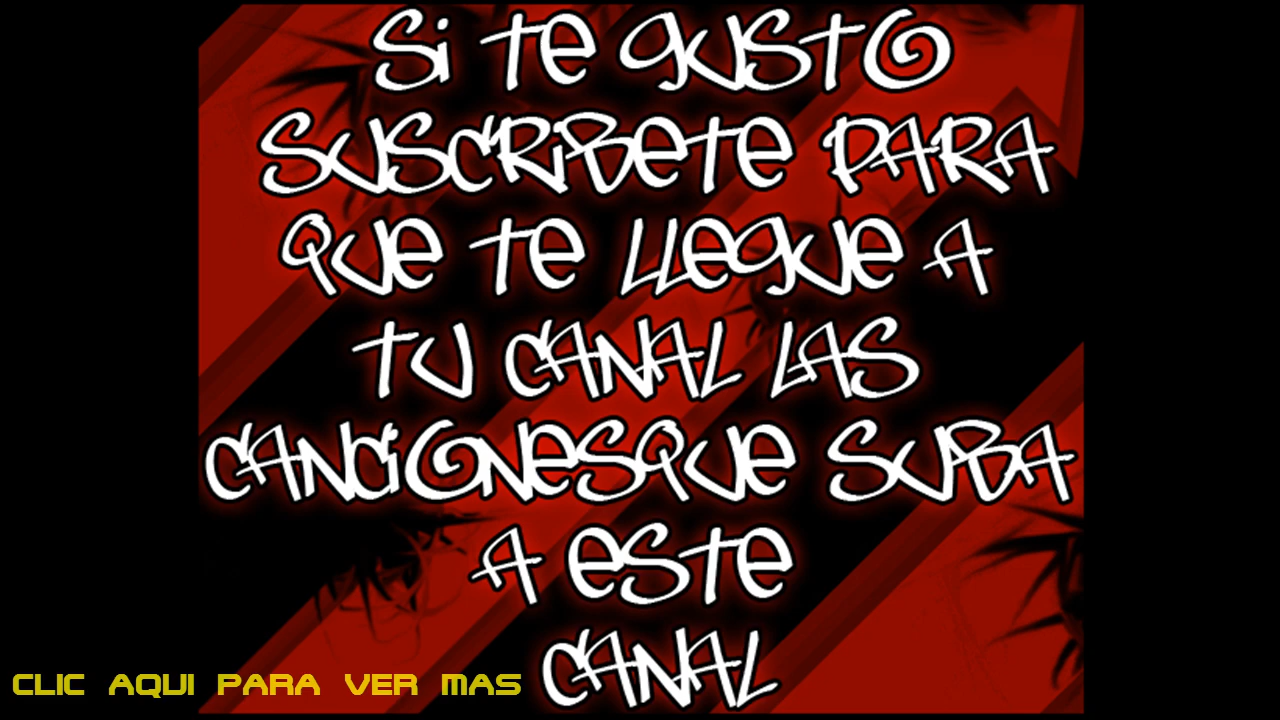 Si Te GUSTO
SUSCRiBeTe PARA
QUe Te LLeGUe A
TU CANAL LAS
CANCiONeSQUe SUBA
A eSTe
CANAL
CLIC AQUI PARA VER MAS